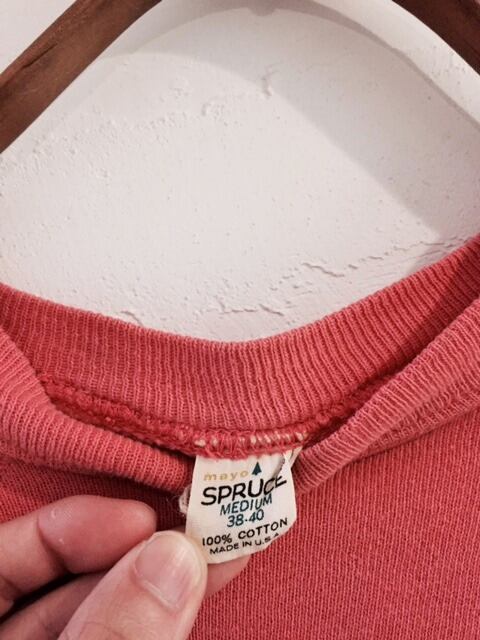 mayo
SPRUCE
MEDIUM
38-40
100% COTTON
MADE IN U.S.A.